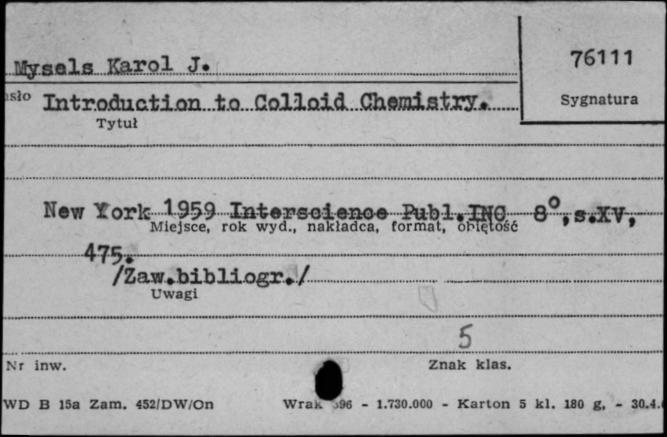 76111
Mysels Karol J.
Sygnatura
Introduction to Colloid Chemistry.
Tytuł
New York 1959 Interscience Publ.INC 8°,s.XV,
Miejsce, rok wyd., nakładca, format, objętość
475.
/Zaw.bibliogr./
Uwagi
5
Nr inw.
Znak klas.
WD B 15a Zam. 452/DW/On
Wrak 96 - 1.730.000 - Karton 5 kl. 180 g. - 30.4.